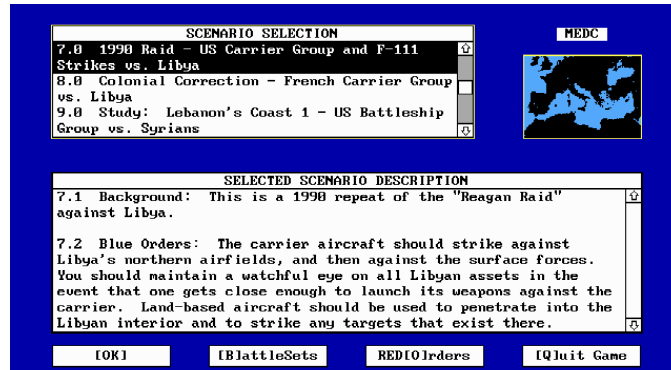 SCENARIO SELECTION
MEDC
7.0 1990 Raid - US Carrier Group and F-111
Strikes vs. Libya
8.0 Colonial Correction - French Carrier Group
vs. Libya
9.0 Study: Lebanon's Coast 1 - US Battleship
Group vs. Syrians
SELECTED SCENARIO DESCRIPTION
7.1 Background: This is a 1990 repeat of the "Reagan Raid"
against Libya.
7.2 Blue Orders: The carrier aircraft should strike against
Libya's northern airfields, and then against the surface forces.
You should maintain a watchful eye on all Libyan assets in the
event that one gets close enough to launch its weapons against the
carrier. Land-based aircraft should be used to penetrate into the
Libyan interior and to strike any targets that exist there.
[OK]
[B]attleSets
RED[O]rders
[Q]uit Game